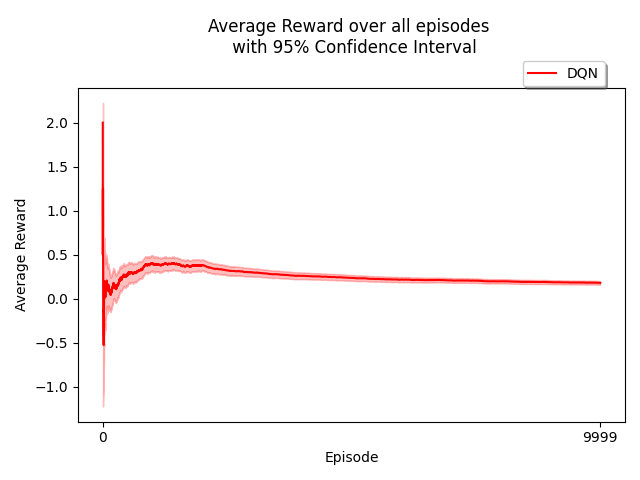 Average Reward over all episodes
with 95% Confidence Interval
DQN
2.0
1.5
1.0
0.5
0.0
−0.5
−1.0
Average Reward
0
9999
Episode